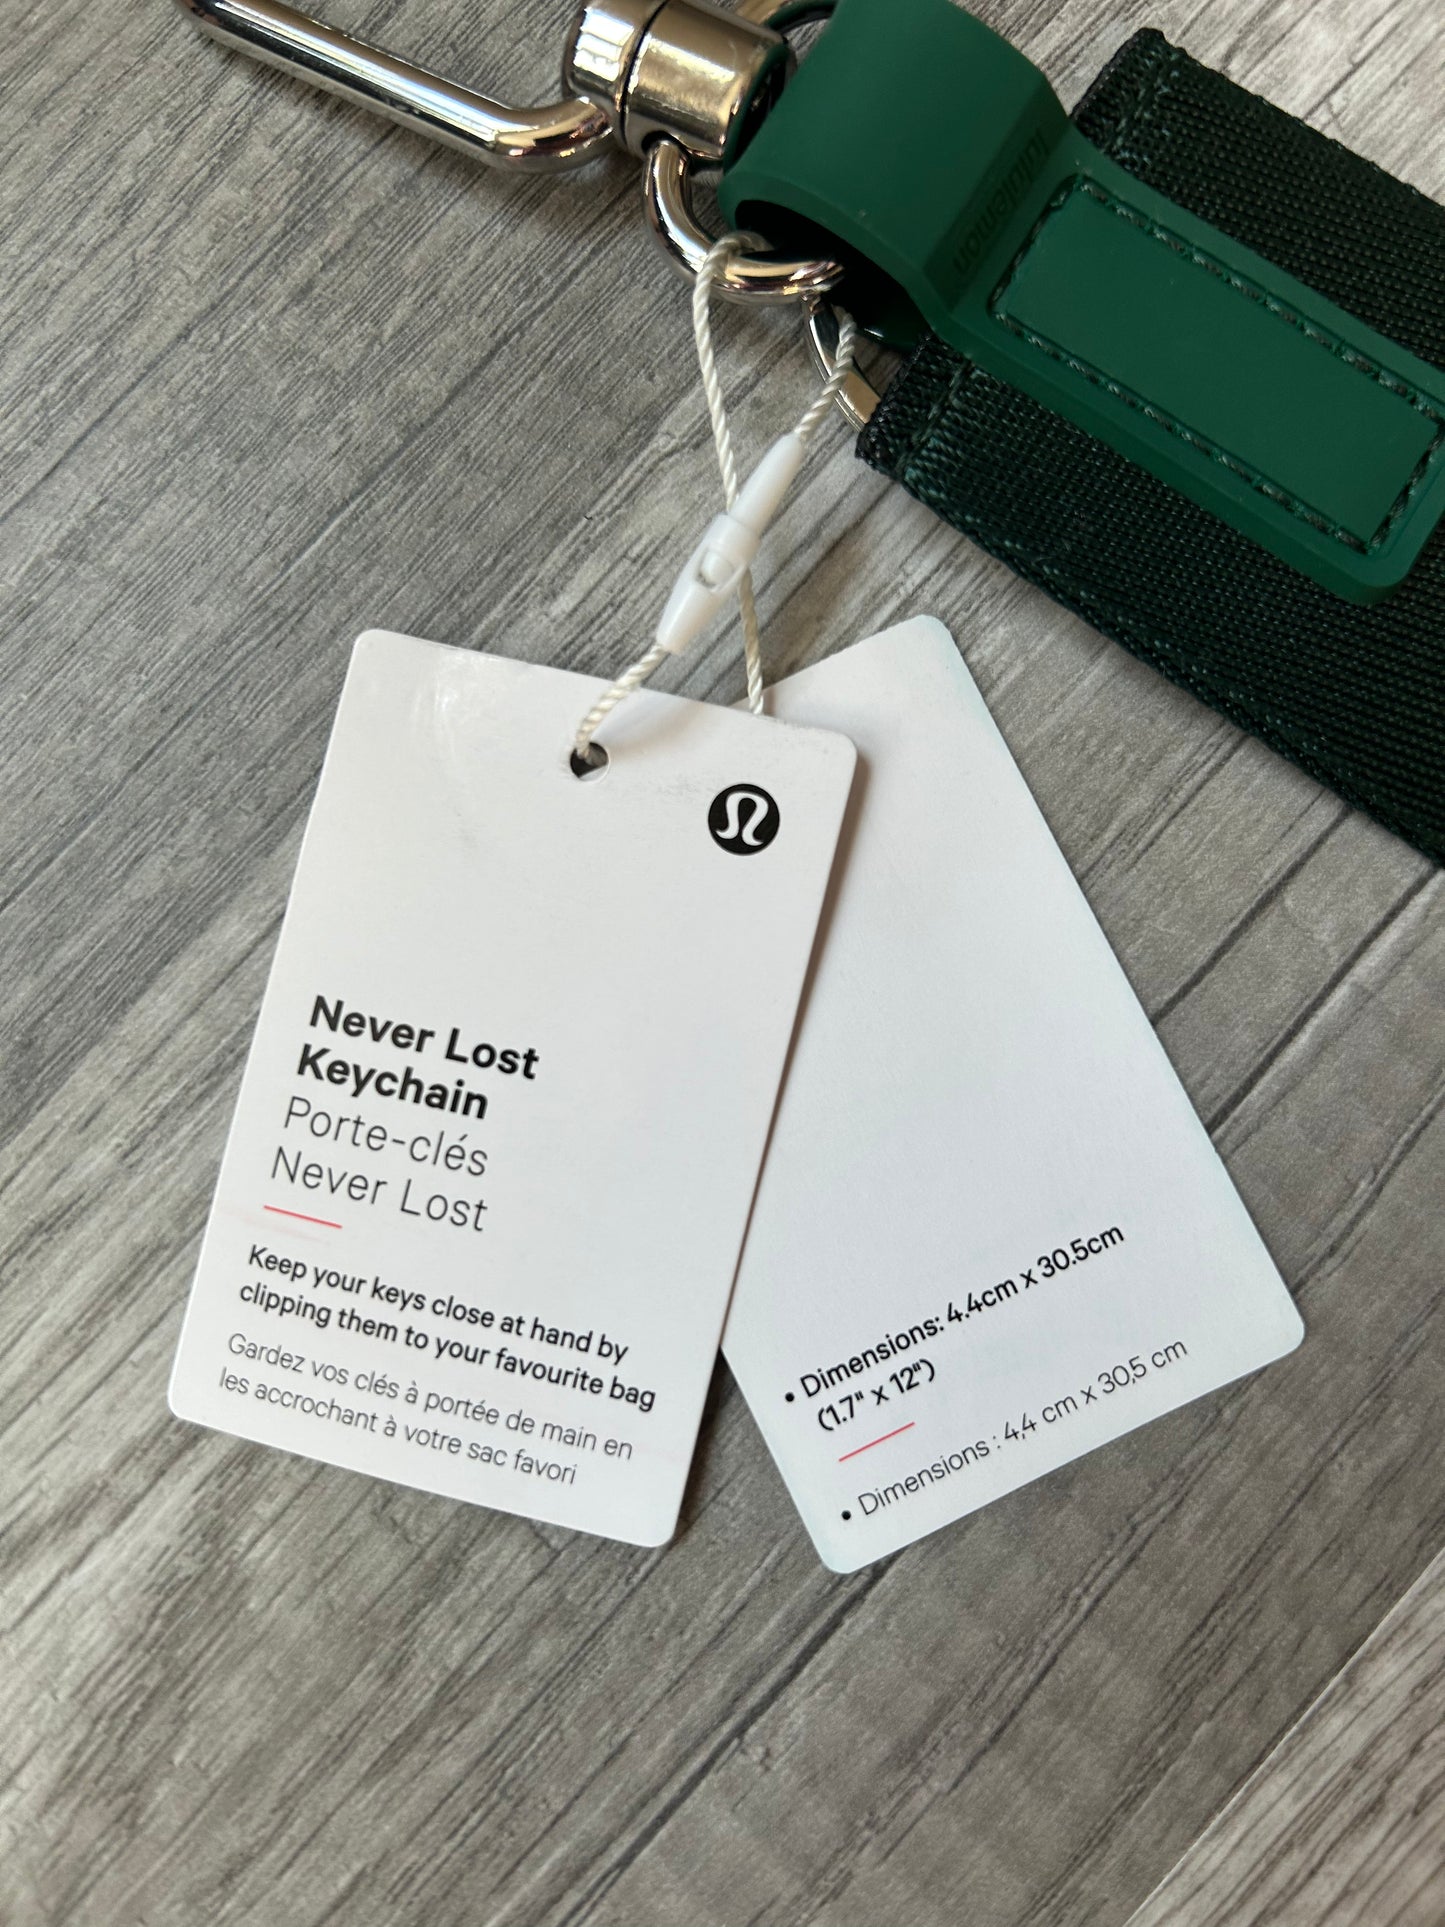 lululemon
Never Lost
Keychain
Porte-clés
Never Lost
Keep your keys close at hand by
clipping them to your favourite bag
Gardez vos clés à portée de main en
les accrochant à votre sac favori
• Dimensions: 4.4cm x 30.5cm
(1.7" x 12")
• Dimensions : 4,4 cm x 30,5 cm